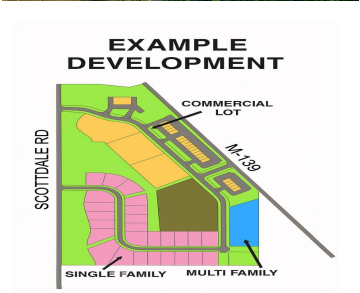 EXAMPLE
DEVELOPMENT
COMMERCIAL
LOT
M-139
SCOTTDALE RD
SINGLE FAMILY
MULTI FAMILY